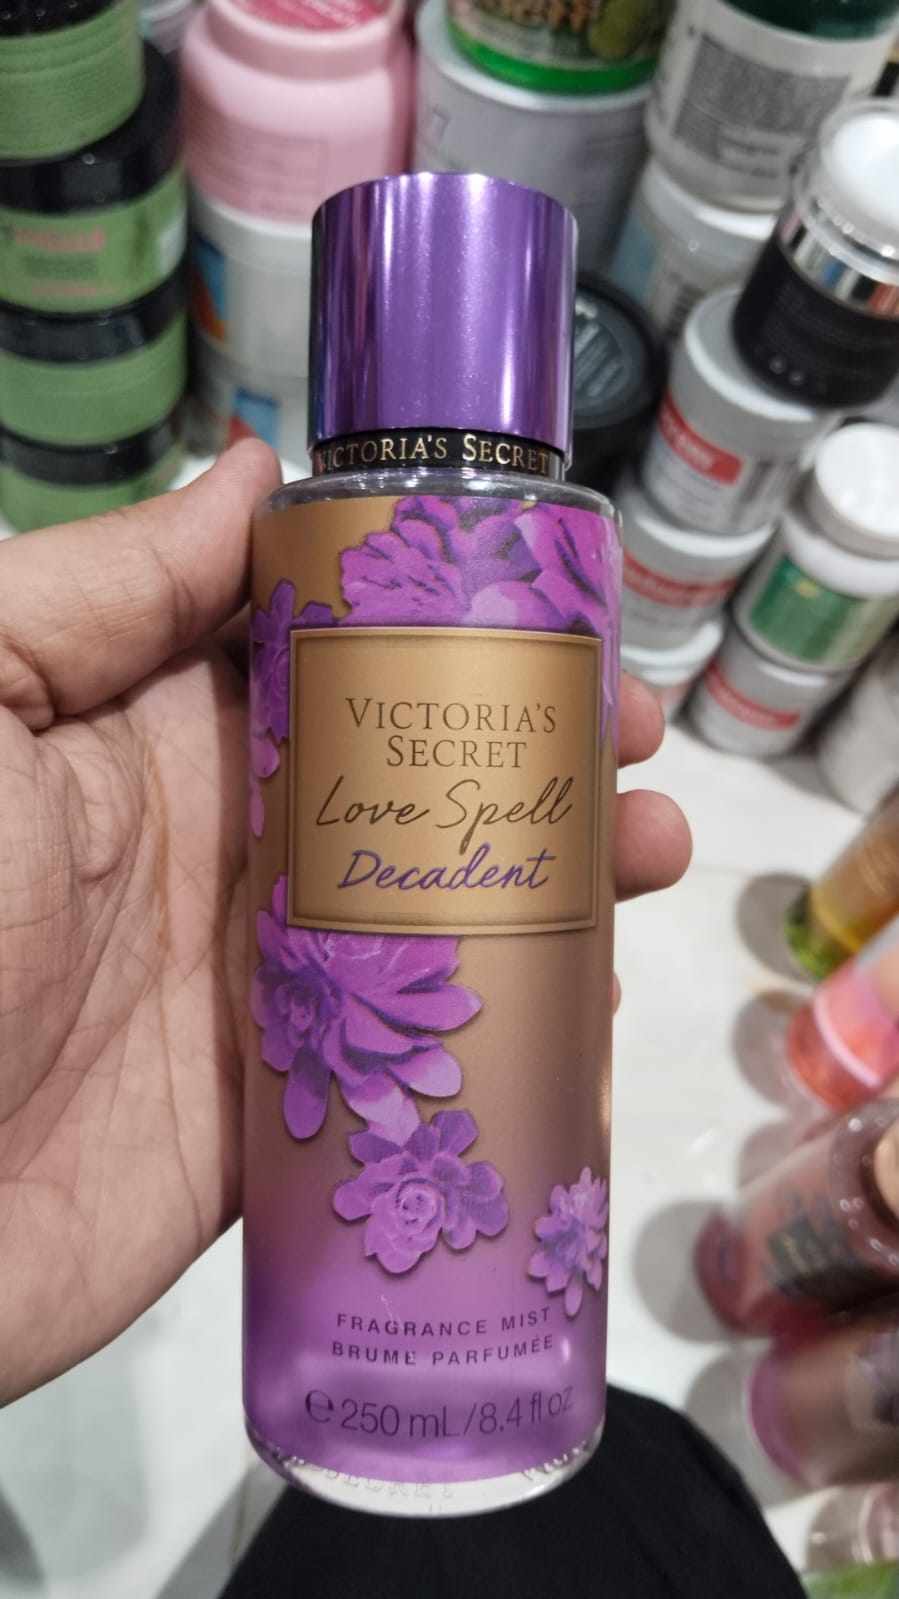 VICTORIA'S SECRET
VICTORIA'S
SECRET
Love Spell
Decadent
FRAGRANCE MIST
BRUME PARFUMÉE
℮ 250 mL/8.4 fl oz